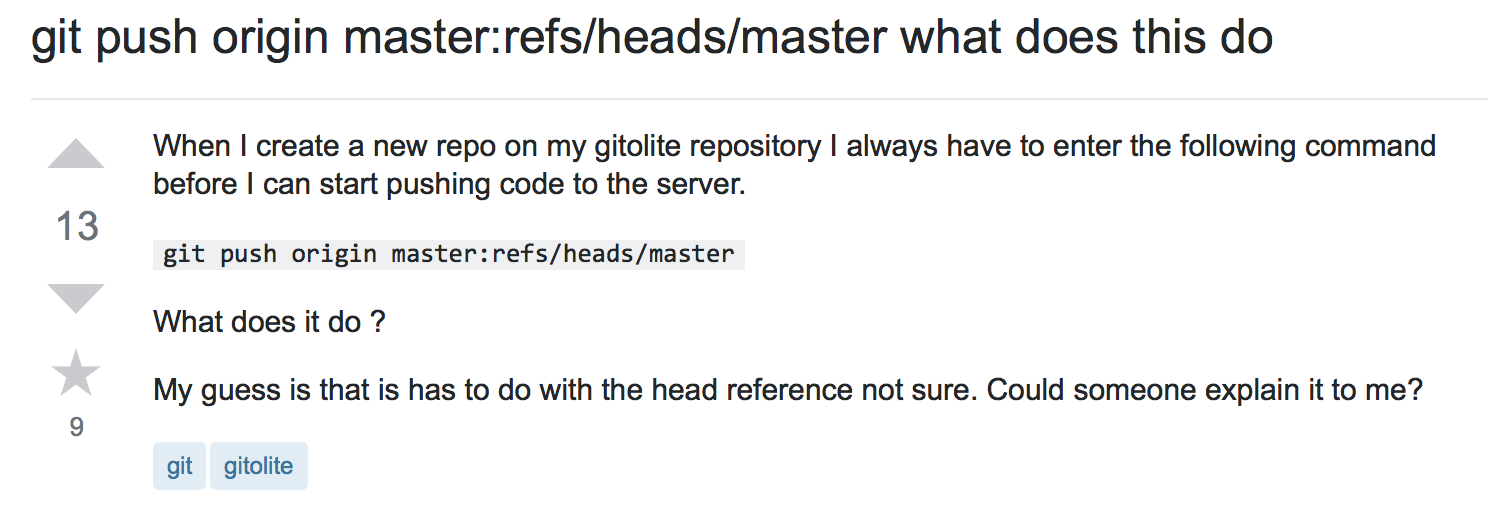 git push origin master:refs/heads/master what does this do
When I create a new repo on my gitolite repository I always have to enter the following command
before I can start pushing code to the server.
13
git push origin master:refs/heads/master
What does it do ?
My guess is that is has to do with the head reference not sure. Could someone explain it to me?
9
git gitolite